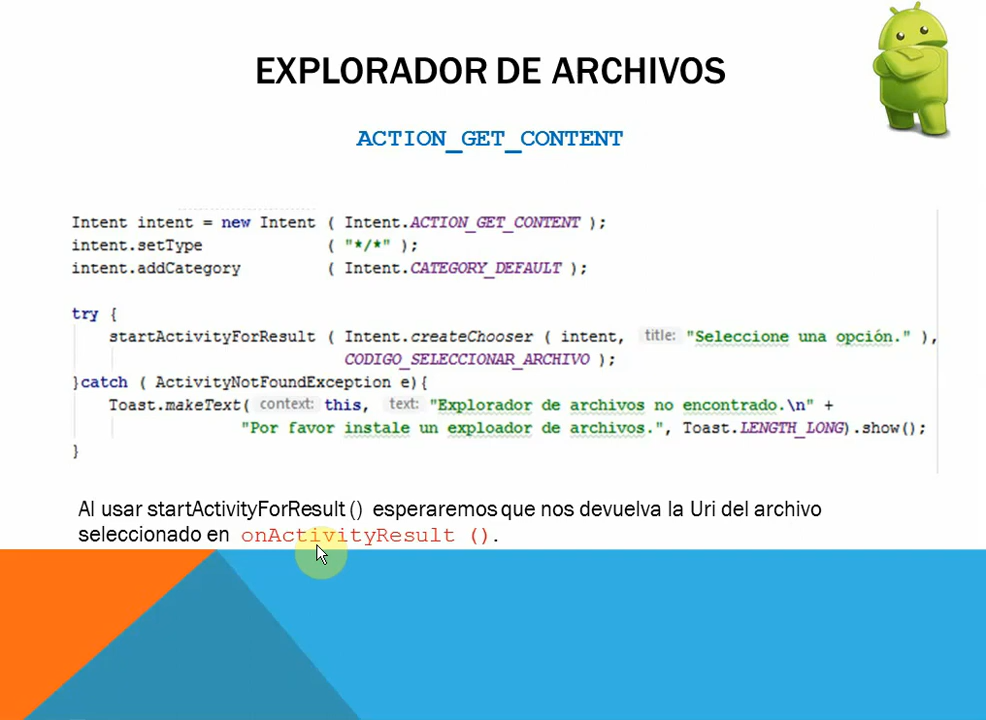 EXPLORADOR DE ARCHIVOS
ACTION_GET_CONTENT
Intent intent = new Intent ( Intent.ACTION_GET_CONTENT );
intent.setType ( "*/*" );
intent.addCategory ( Intent.CATEGORY_DEFAULT );
try {
startActivityForResult ( Intent.createChooser ( intent, title: "Seleccione una opción." ),
CODIGO_SELECCIONAR_ARCHIVO );
}catch ( ActivityNotFoundException e){
Toast.makeText( context: this, text: "Explorador de archivos no encontrado.\n" +
"Por favor instale un exploador de archivos.", Toast.LENGTH_LONG).show();
}
Al usar startActivityForResult () esperaremos que nos devuelva la Uri del archivo
seleccionado en onActivityResult ().